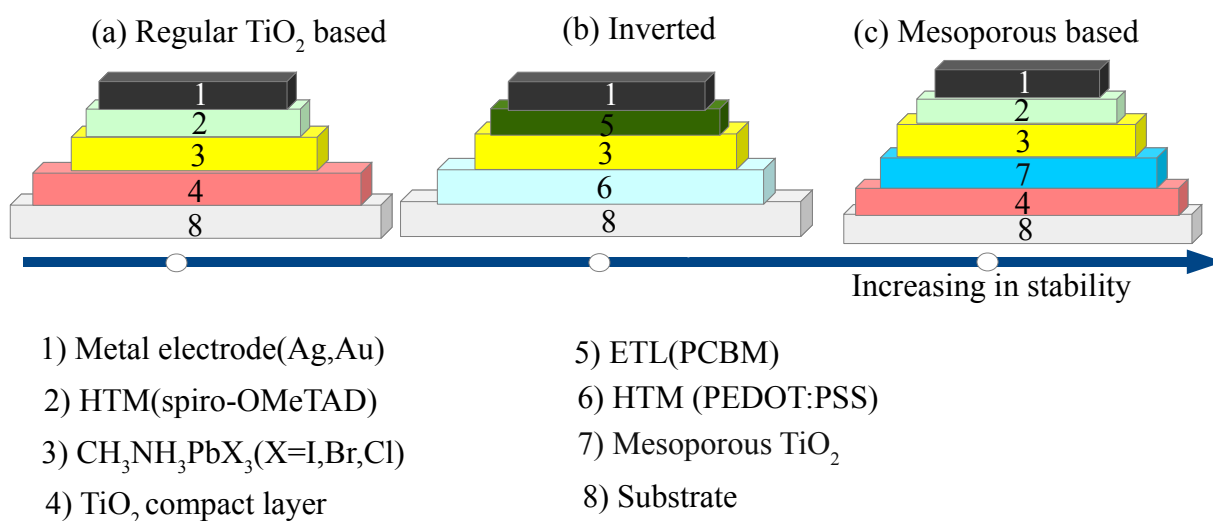 (a) Regular TiO₂ based
(b) Inverted
(c) Mesoporous based
1
2
3
4
8
1
5
3
6
8
1
2
3
7
4
8
Increasing in stability
1) Metal electrode(Ag,Au)
2) HTM(spiro-OMeTAD)
3) CH₃NH₃PbX₃(X=I,Br,Cl)
4) TiO₂ compact layer
5) ETL(PCBM)
6) HTM (PEDOT:PSS)
7) Mesoporous TiO₂
8) Substrate